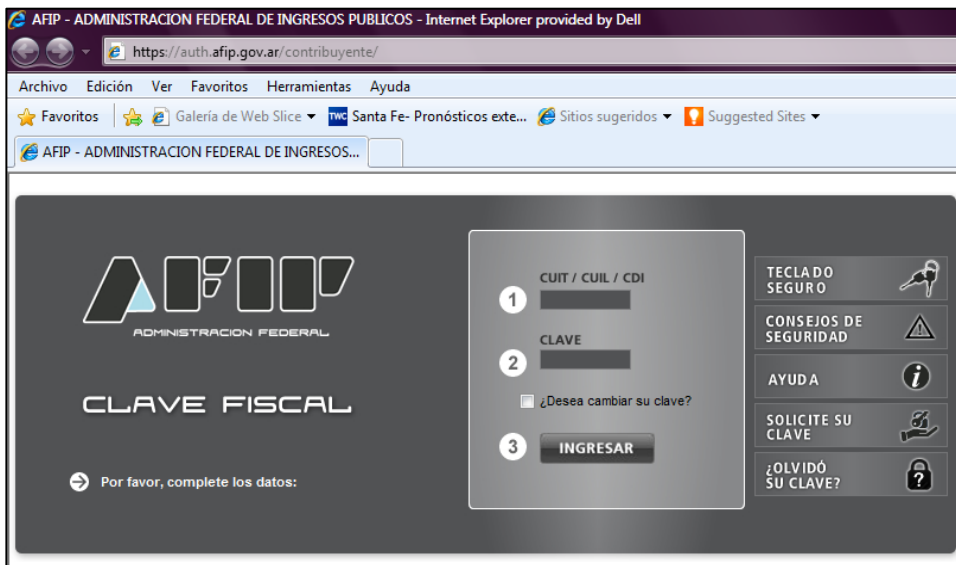 AFIP - ADMINISTRACION FEDERAL DE INGRESOS PUBLICOS - Internet Explorer provided by Dell
https://auth.afip.gov.ar/contribuyente/
Archivo Edición Ver Favoritos Herramientas Ayuda
Favoritos Galería de Web Slice TWC Santa Fe- Pronósticos exte... Sitios sugeridos Suggested Sites
AFIP - ADMINISTRACION FEDERAL DE INGRESOS...
AFIP
ADMINISTRACION FEDERAL
CLAVE FISCAL
Por favor, complete los datos:
CUIT / CUIL / CDI
1
CLAVE
2
¿Desea cambiar su clave?
3 INGRESAR
TECLADO
SEGURO
CONSEJOS DE
SEGURIDAD
AYUDA
SOLICITE SU
CLAVE
¿OLVIDÓ
SU CLAVE?